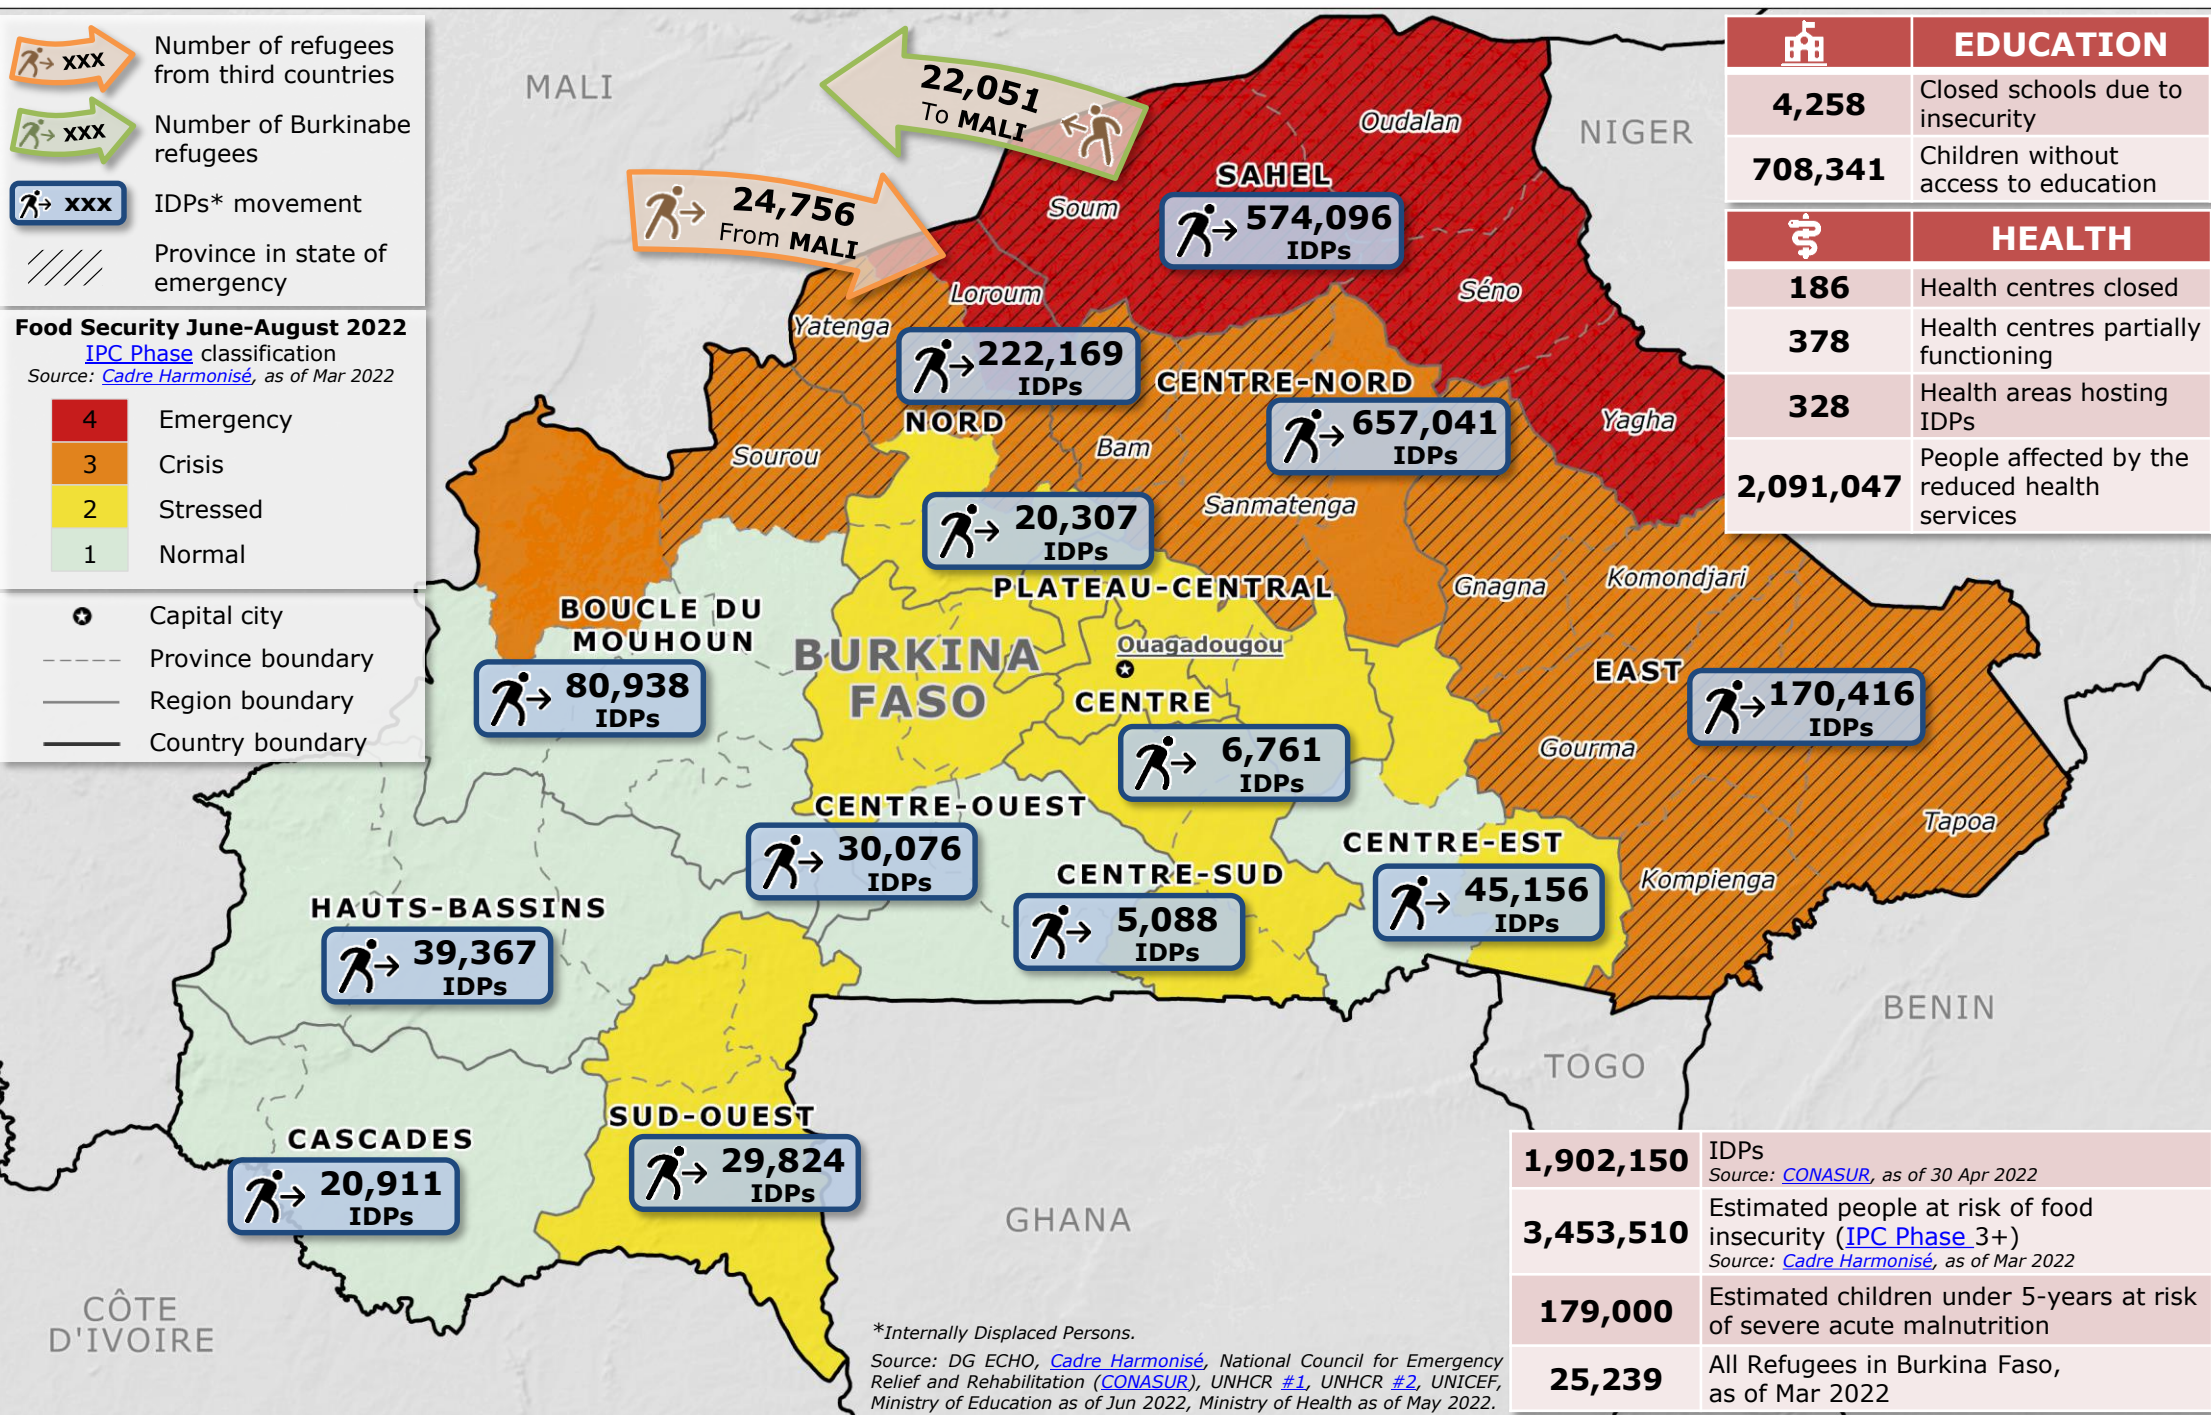 xxx
Number of refugees
from third countries
xxx
Number of Burkinabe
refugees
xxx
IDPs* movement
Province in state of
emergency
Food Security June-August 2022
IPC Phase classification
Source: Cadre Harmonisé, as of Mar 2022
4 Emergency
3 Crisis
2 Stressed
1 Normal
Capital city
Province boundary
Region boundary
Country boundary
MALI
22,051
To MALI
24,756
From MALI
NIGER
Oudalan
SAHEL
Soum
574,096
IDPs
Loroum
Séno
Yatenga
222,169
IDPs
CENTRE-NORD
NORD
657,041
IDPs
Yagha
Sourou
Bam
Sanmatenga
20,307
IDPs
PLATEAU-CENTRAL
Gnagna
Komondjari
BOUCLE DU
MOUHOUN
80,938
IDPs
BURKINA
FASO
Ouagadougou
CENTRE
6,761
IDPs
EAST
170,416
IDPs
Gourma
Tapoa
Kompienga
CENTRE-OUEST
30,076
IDPs
CENTRE-SUD
5,088
IDPs
CENTRE-EST
45,156
IDPs
HAUTS-BASSINS
39,367
IDPs
CASCADES
20,911
IDPs
SUD-OUEST
29,824
IDPs
BENIN
TOGO
GHANA
CÔTE
D'IVOIRE
EDUCATION
4,258 Closed schools due to
insecurity
708,341 Children without
access to education
HEALTH
186 Health centres closed
378 Health centres partially
functioning
328 Health areas hosting
IDPs
2,091,047 People affected by the
reduced health
services
1,902,150 IDPs
Source: CONASUR, as of 30 Apr 2022
3,453,510 Estimated people at risk of food
insecurity (IPC Phase 3+)
Source: Cadre Harmonisé, as of Mar 2022
179,000 Estimated children under 5-years at risk
of severe acute malnutrition
25,239 All Refugees in Burkina Faso,
as of Mar 2022
*Internally Displaced Persons.
Source: DG ECHO, Cadre Harmonisé, National Council for Emergency
Relief and Rehabilitation (CONASUR), UNHCR #1, UNHCR #2, UNICEF,
Ministry of Education as of Jun 2022, Ministry of Health as of May 2022.